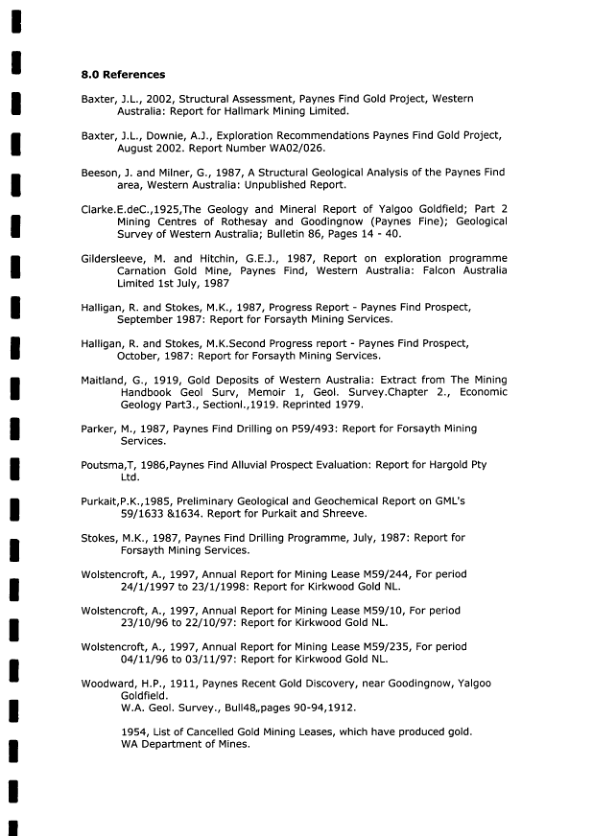 8.0 References
Baxter, J.L., 2002, Structural Assessment, Paynes Find Gold Project, Western
Australia: Report for Hallmark Mining Limited.
Baxter, J.L., Downie, A.J., Exploration Recommendations Paynes Find Gold Project,
August 2002. Report Number WA02/026.
Beeson, J. and Milner, G., 1987, A Structural Geological Analysis of the Paynes Find
area, Western Australia: Unpublished Report.
Clarke.E.deC.,1925,The Geology and Mineral Report of Yalgoo Goldfield; Part 2
Mining Centres of Rothesay and Goodingnow (Paynes Fine); Geological
Survey of Western Australia; Bulletin 86, Pages 14 - 40.
Gildersleeve, M. and Hitchin, G.E.J., 1987, Report on exploration programme
Carnation Gold Mine, Paynes Find, Western Australia: Falcon Australia
Limited 1st July, 1987
Halligan, R. and Stokes, M.K., 1987, Progress Report - Paynes Find Prospect,
September 1987: Report for Forsayth Mining Services.
Halligan, R. and Stokes, M.K.Second Progress report - Paynes Find Prospect,
October, 1987: Report for Forsayth Mining Services.
Maitland, G., 1919, Gold Deposits of Western Australia: Extract from The Mining
Handbook Geol Surv, Memoir 1, Geol. Survey.Chapter 2., Economic
Geology Part3., SectionI.,1919. Reprinted 1979.
Parker, M., 1987, Paynes Find Drilling on P59/493: Report for Forsayth Mining
Services.
Poutsma,T, 1986,Paynes Find Alluvial Prospect Evaluation: Report for Hargold Pty
Ltd.
Purkait,P.K.,1985, Preliminary Geological and Geochemical Report on GML's
59/1633 &1634. Report for Purkait and Shreeve.
Stokes, M.K., 1987, Paynes Find Drilling Programme, July, 1987: Report for
Forsayth Mining Services.
Wolstencroft, A., 1997, Annual Report for Mining Lease M59/244, For period
24/1/1997 to 23/1/1998: Report for Kirkwood Gold NL.
Wolstencroft, A., 1997, Annual Report for Mining Lease M59/10, For period
23/10/96 to 22/10/97: Report for Kirkwood Gold NL.
Wolstencroft, A., 1997, Annual Report for Mining Lease M59/235, For period
04/11/96 to 03/11/97: Report for Kirkwood Gold NL.
Woodward, H.P., 1911, Paynes Recent Gold Discovery, near Goodingnow, Yalgoo
Goldfield.
W.A. Geol. Survey., Bull48,,pages 90-94,1912.
1954, List of Cancelled Gold Mining Leases, which have produced gold.
WA Department of Mines.